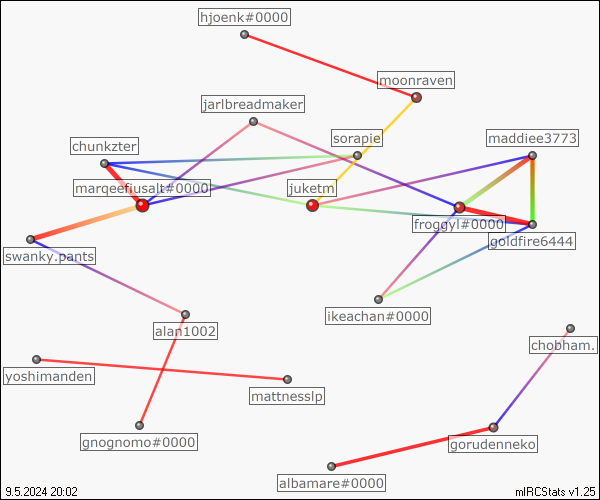 hjoenk#0000
moonraven
jarlbreadmaker
sorapie
maddiee3773
chunkzter
marqeefiusalt#0000
juketm
froggyl#0000
goldfire6444
swanky.pants
ikeachan#0000
alan1002
chobham.
yoshimanden
mattnesslp
gnognomo#0000
gorudenneko
albamare#0000
9.5.2024 20:02
mIRCStats v1.25